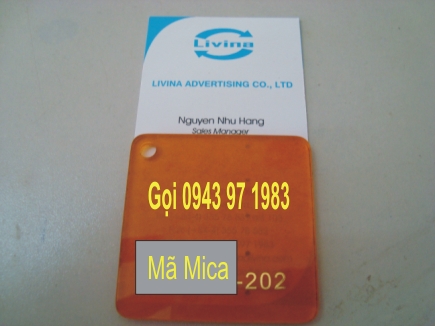 Livina
LIVINA ADVERTISING CO., LTD
Nguyen Nhu Hang
Sales Manager
Gọi 0943 97 1983
Mã Mica -202